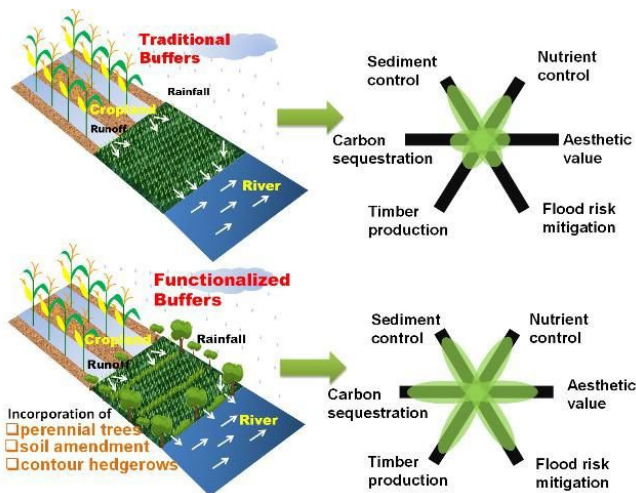 Traditional
Buffers
Rainfall
Cropland
Runoff
River
Sediment
control
Nutrient
control
Carbon
sequestration
Aesthetic
value
Timber
production
Flood risk
mitigation
Functionalized
Buffers
Rainfall
Cropland
Runoff
River
Incorporation of
❑perennial trees
❑soil amendment
❑contour hedgerows
Sediment
control
Nutrient
control
Carbon
sequestration
Aesthetic
value
Timber
production
Flood risk
mitigation